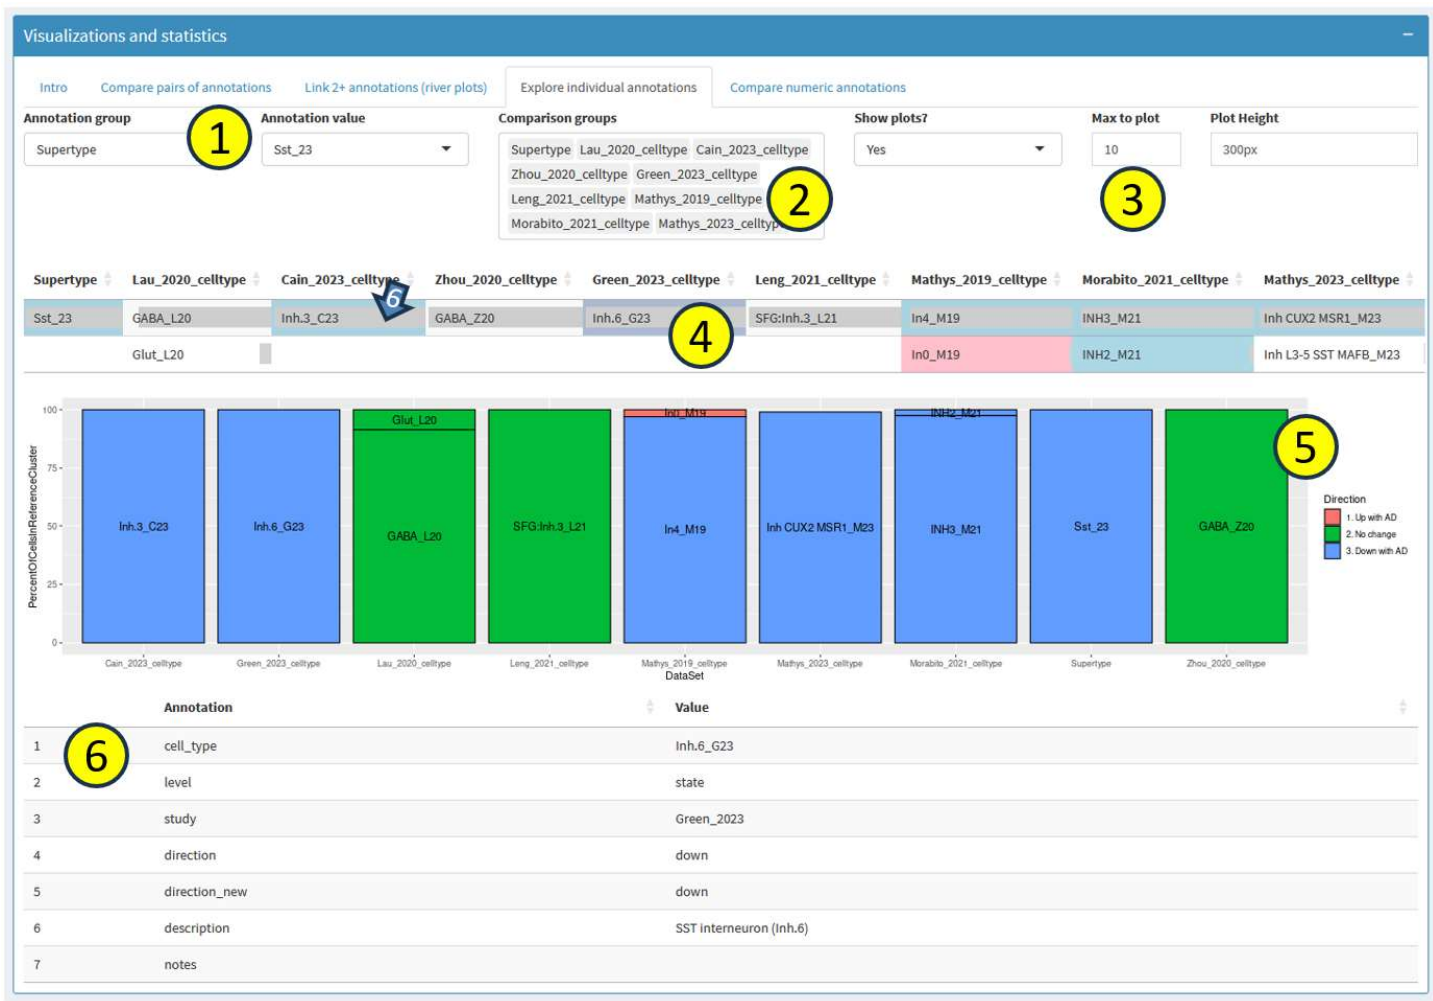 Visualizations and statistics
Intro Compare pairs of annotations Link 2+ annotations (river plots) Explore individual annotations Compare numeric annotations
Annotation group Annotation value Comparison groups Show plots? Max to plot Plot Height
Supertype 1 Sst_23 Supertype Lau_2020_celltype Cain_2023_celltype Yes 10 300px
Zhou_2020_celltype Green_2023_celltype
Leng_2021_celltype Mathys_2019_celltype 2 3
Morabito_2021_celltype Mathys_2023_celltype
Supertype Lau_2020_celltype Cain_2023_celltype Zhou_2020_celltype Green_2023_celltype Leng_2021_celltype Mathys_2019_celltype Morabito_2021_celltype Mathys_2023_celltype
6
Sst_23 GABA_L20 Inh.3_C23 GABA_Z20 Inh.6_G23 SFG:Inh.3_L21 In4_M19 INH3_M21 Inh CUX2 MSR1_M23
4
Glut_L20 In0_M19 INH2_M21 Inh L3-5 SST MAFB_M23
PercentOfCellsInReferenceCluster
100
75
50
25
0
Glut_L20 In0_M19 INH2_M21
5
Inh.3_C23 Inh.6_G23 GABA_L20 SFG:Inh.3_L21 In4_M19 Inh CUX2 MSR1_M23 INH3_M21 Sst_23 GABA_Z20
Direction
1. Up with AD
2. No change
3. Down with AD
Cain_2023_celltype Green_2023_celltype Lau_2020_celltype Leng_2021_celltype Mathys_2019_celltype Mathys_2023_celltype Morabito_2021_celltype Supertype Zhou_2020_celltype
DataSet
Annotation Value
1 cell_type Inh.6_G23
6
2 level state
3 study Green_2023
4 direction down
5 direction_new down
6 description SST interneuron (Inh.6)
7 notes